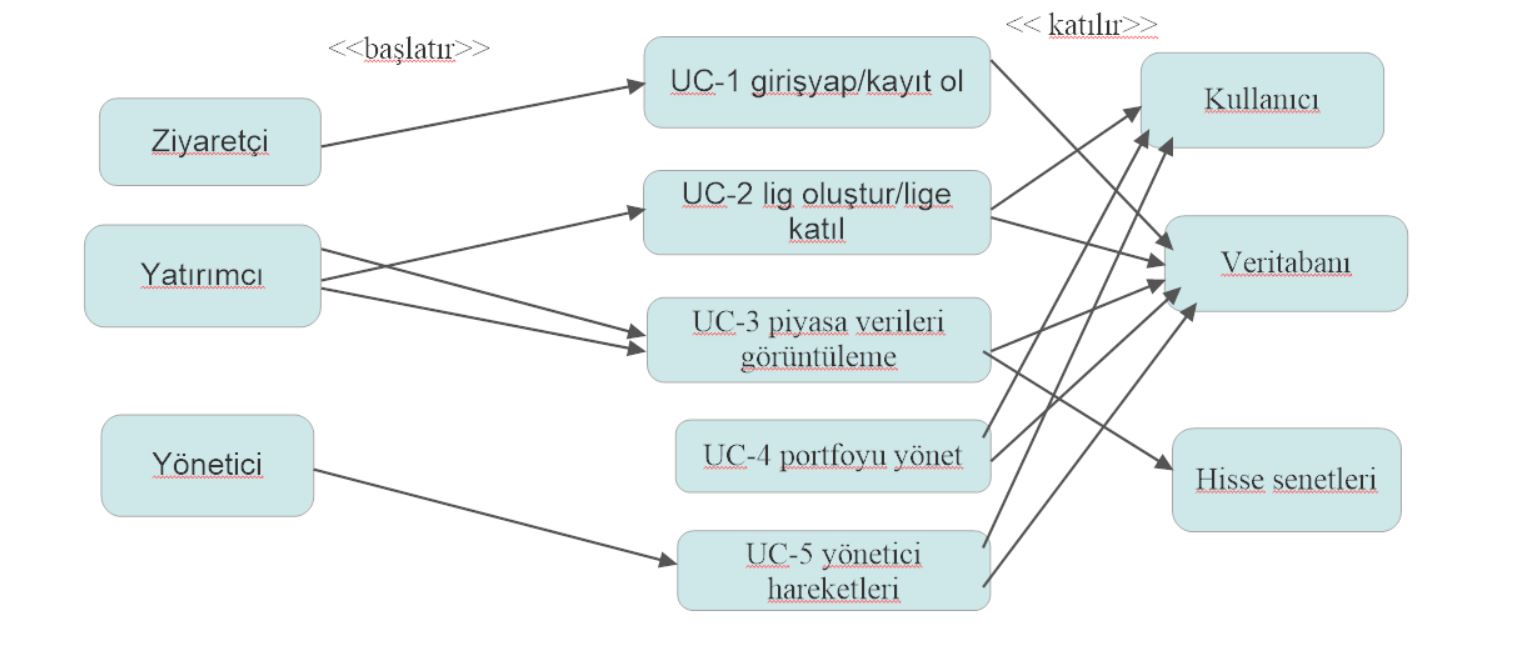 <<başlatır>>
<< katılır>>
Ziyaretçi
Yatırımcı
Yönetici
UC-1 girişyap/kayıt ol
UC-2 lig oluştur/lige
katıl
UC-3 piyasa verileri
görüntüleme
UC-4 portfoyu yönet
UC-5 yönetici
hareketleri
Kullanıcı
Veritabanı
Hisse senetleri